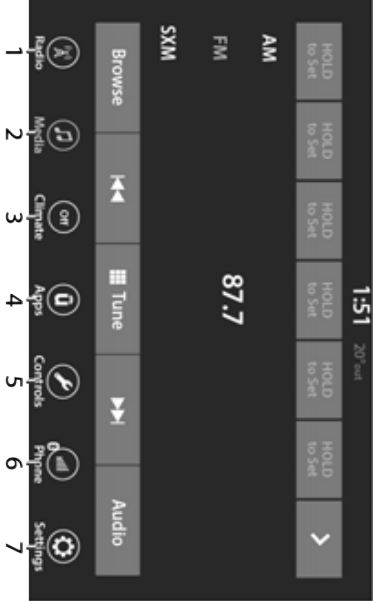 1:51 20°out
HOLD to Set HOLD to Set HOLD to Set HOLD to Set HOLD to Set HOLD to Set
AM
FM 87.7
SXM
Browse Tune Audio
Off
Radio Media Climate Apps Controls Phone Settings
1 2 3 4 5 6 7